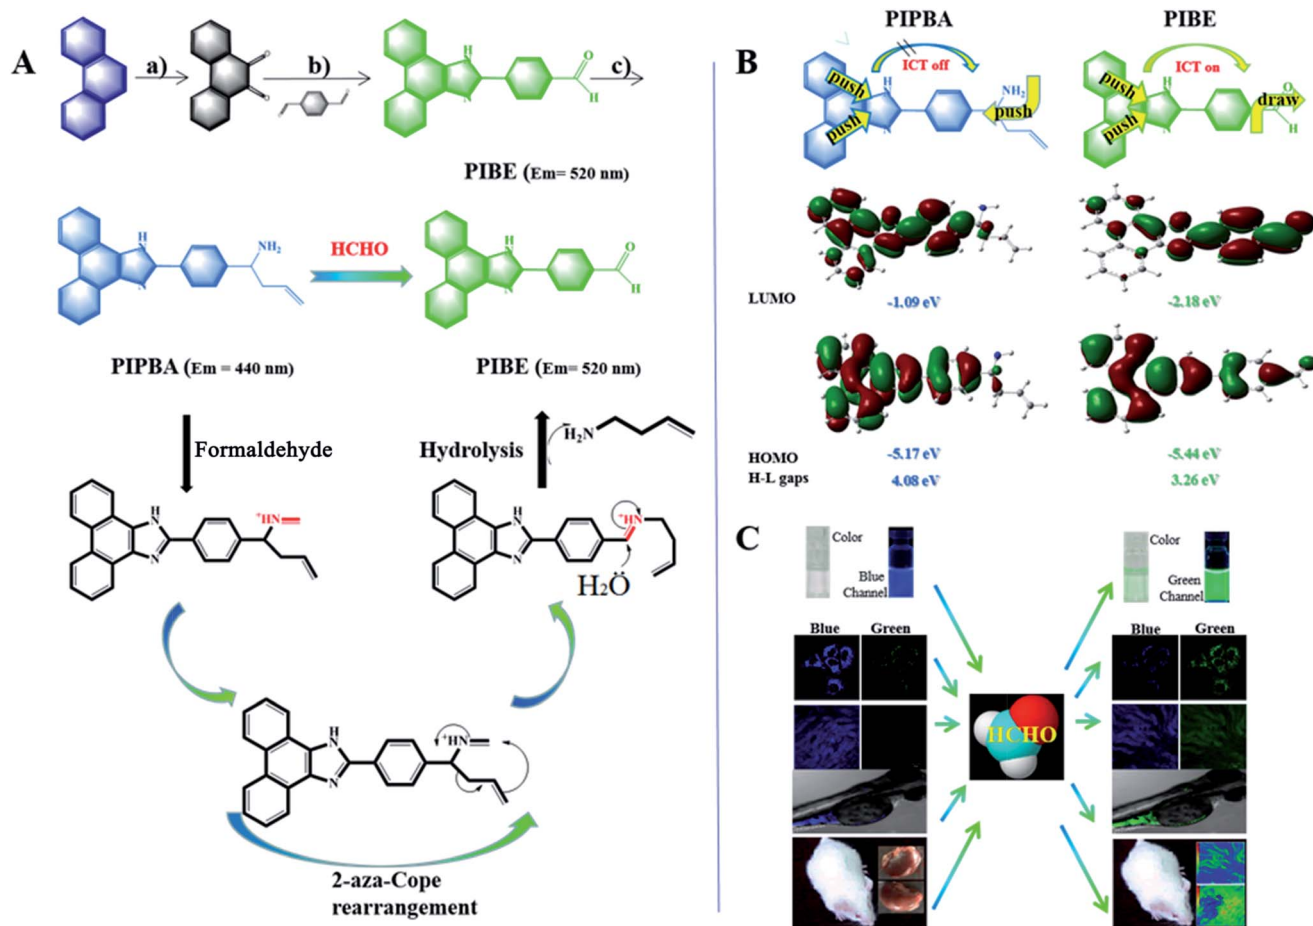 A
a)
b)
c)
H
N
O
H
PIBE (Em= 520 nm)
H
N
NH₂
HCHO
H
N
O
H
PIPBA (Em = 440 nm)
PIBE (Em= 520 nm)
Formaldehyde
Hydrolysis
H₂N
H
N
N
⁺HN
H
N
N
⁺HN
H₂Ö
H
N
N
⁺HN
2-aza-Cope
rearrangement
B
PIPBA
PIBE
ICT off
ICT on
push
push
H
NH₂
push
push
push
H
O
draw
H
LUMO
-1.09 eV
-2.18 eV
HOMO
-5.17 eV
-5.44 eV
H-L gaps
4.08 eV
3.26 eV
C
Color
Blue
Channel
Color
Green
Channel
Blue
Green
Blue
Green
HCHO